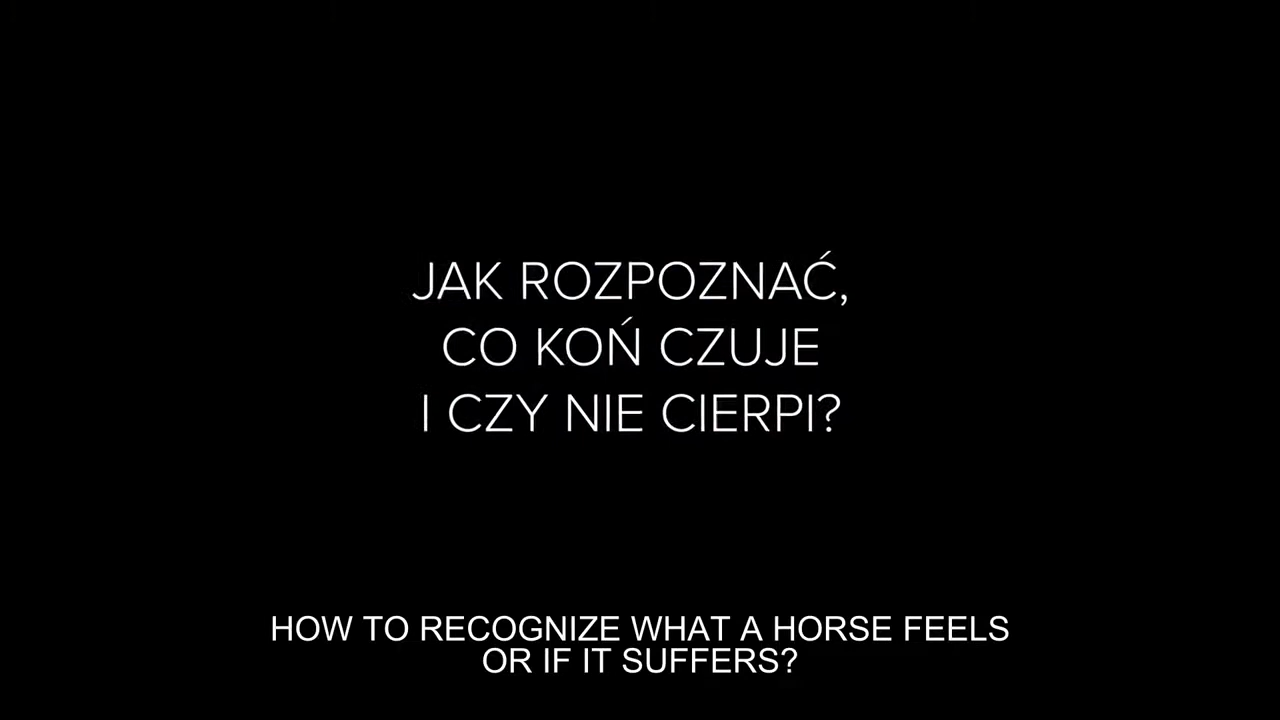 JAK ROZPOZNAĆ,
CO KOŃ CZUJE
I CZY NIE CIERPI?
HOW TO RECOGNIZE WHAT A HORSE FEELS
OR IF IT SUFFERS?